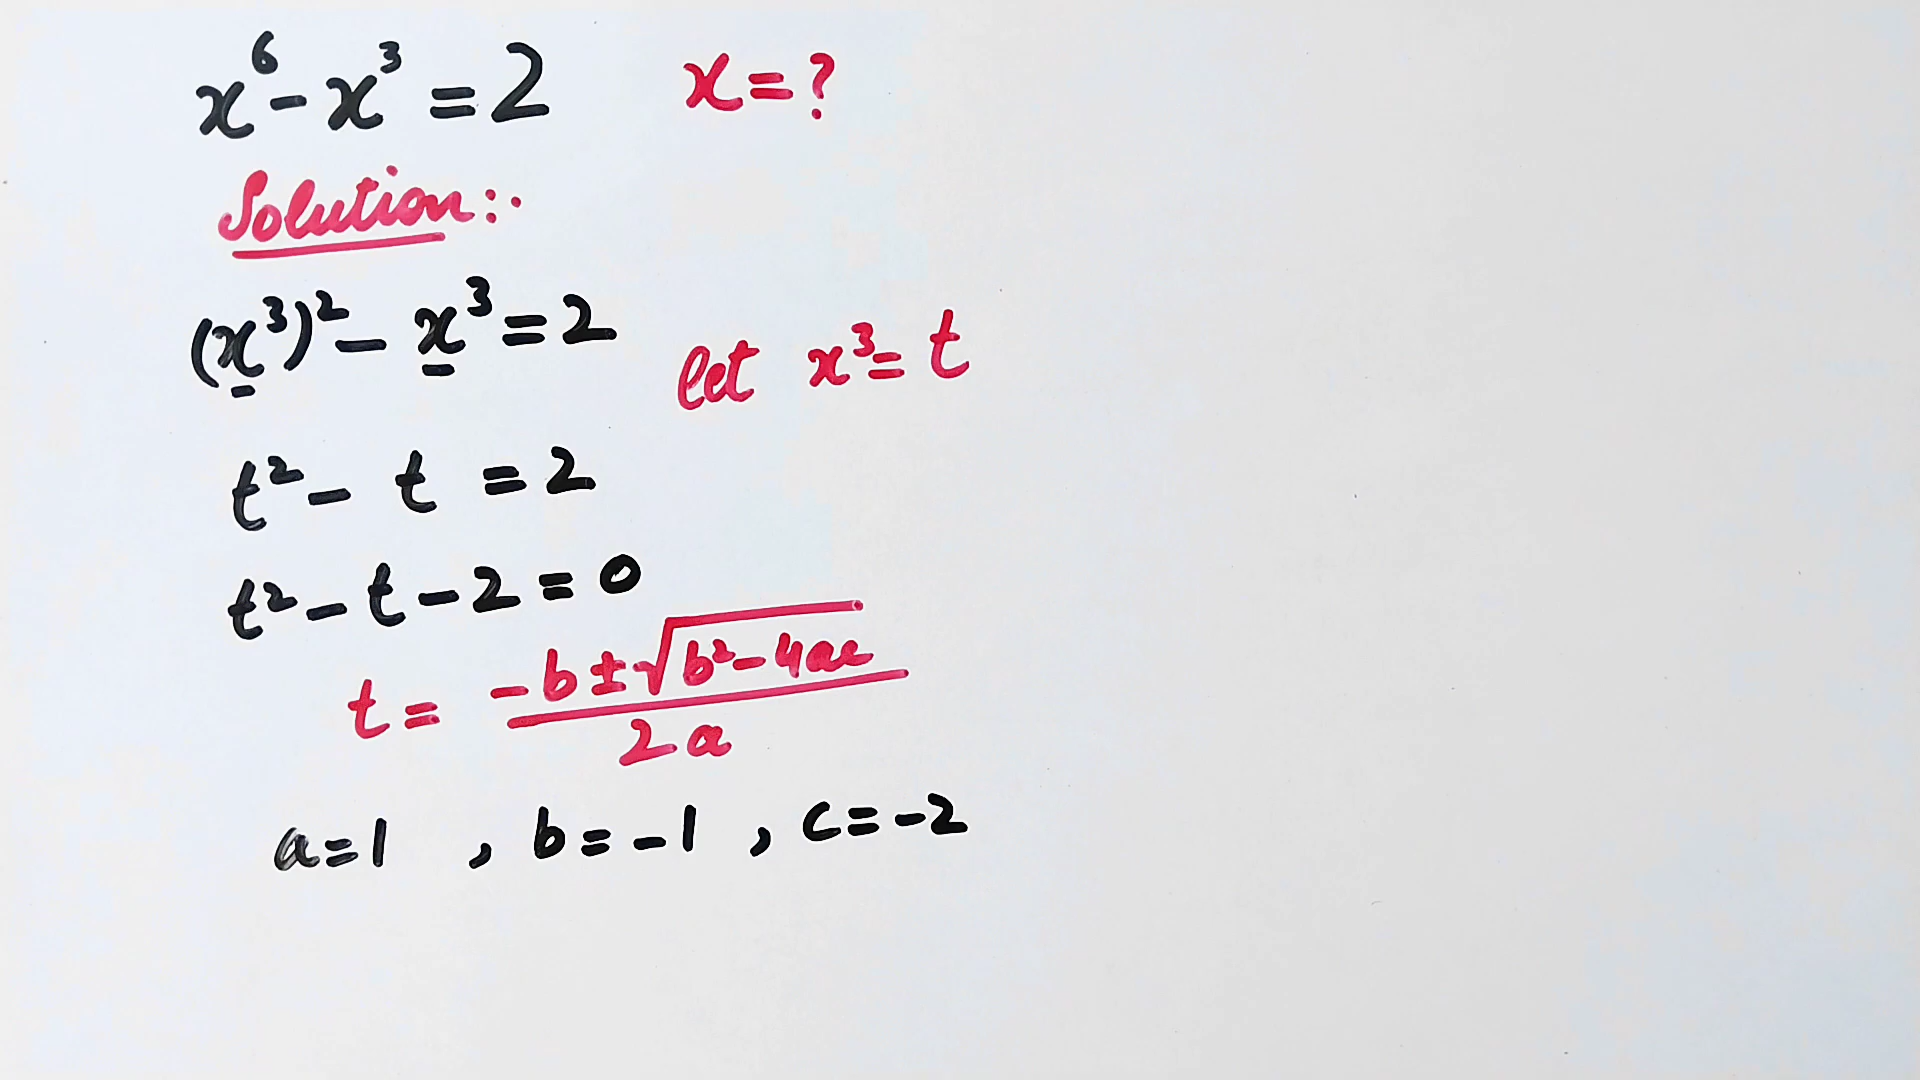 x⁶-x³=2 x=?
Solution:·
(x³)²-x³=2 let x³=t
t²-t=2
t²-t-2=0
t=-b±√b²-4ac/2a
a=1, b=-1, c=-2